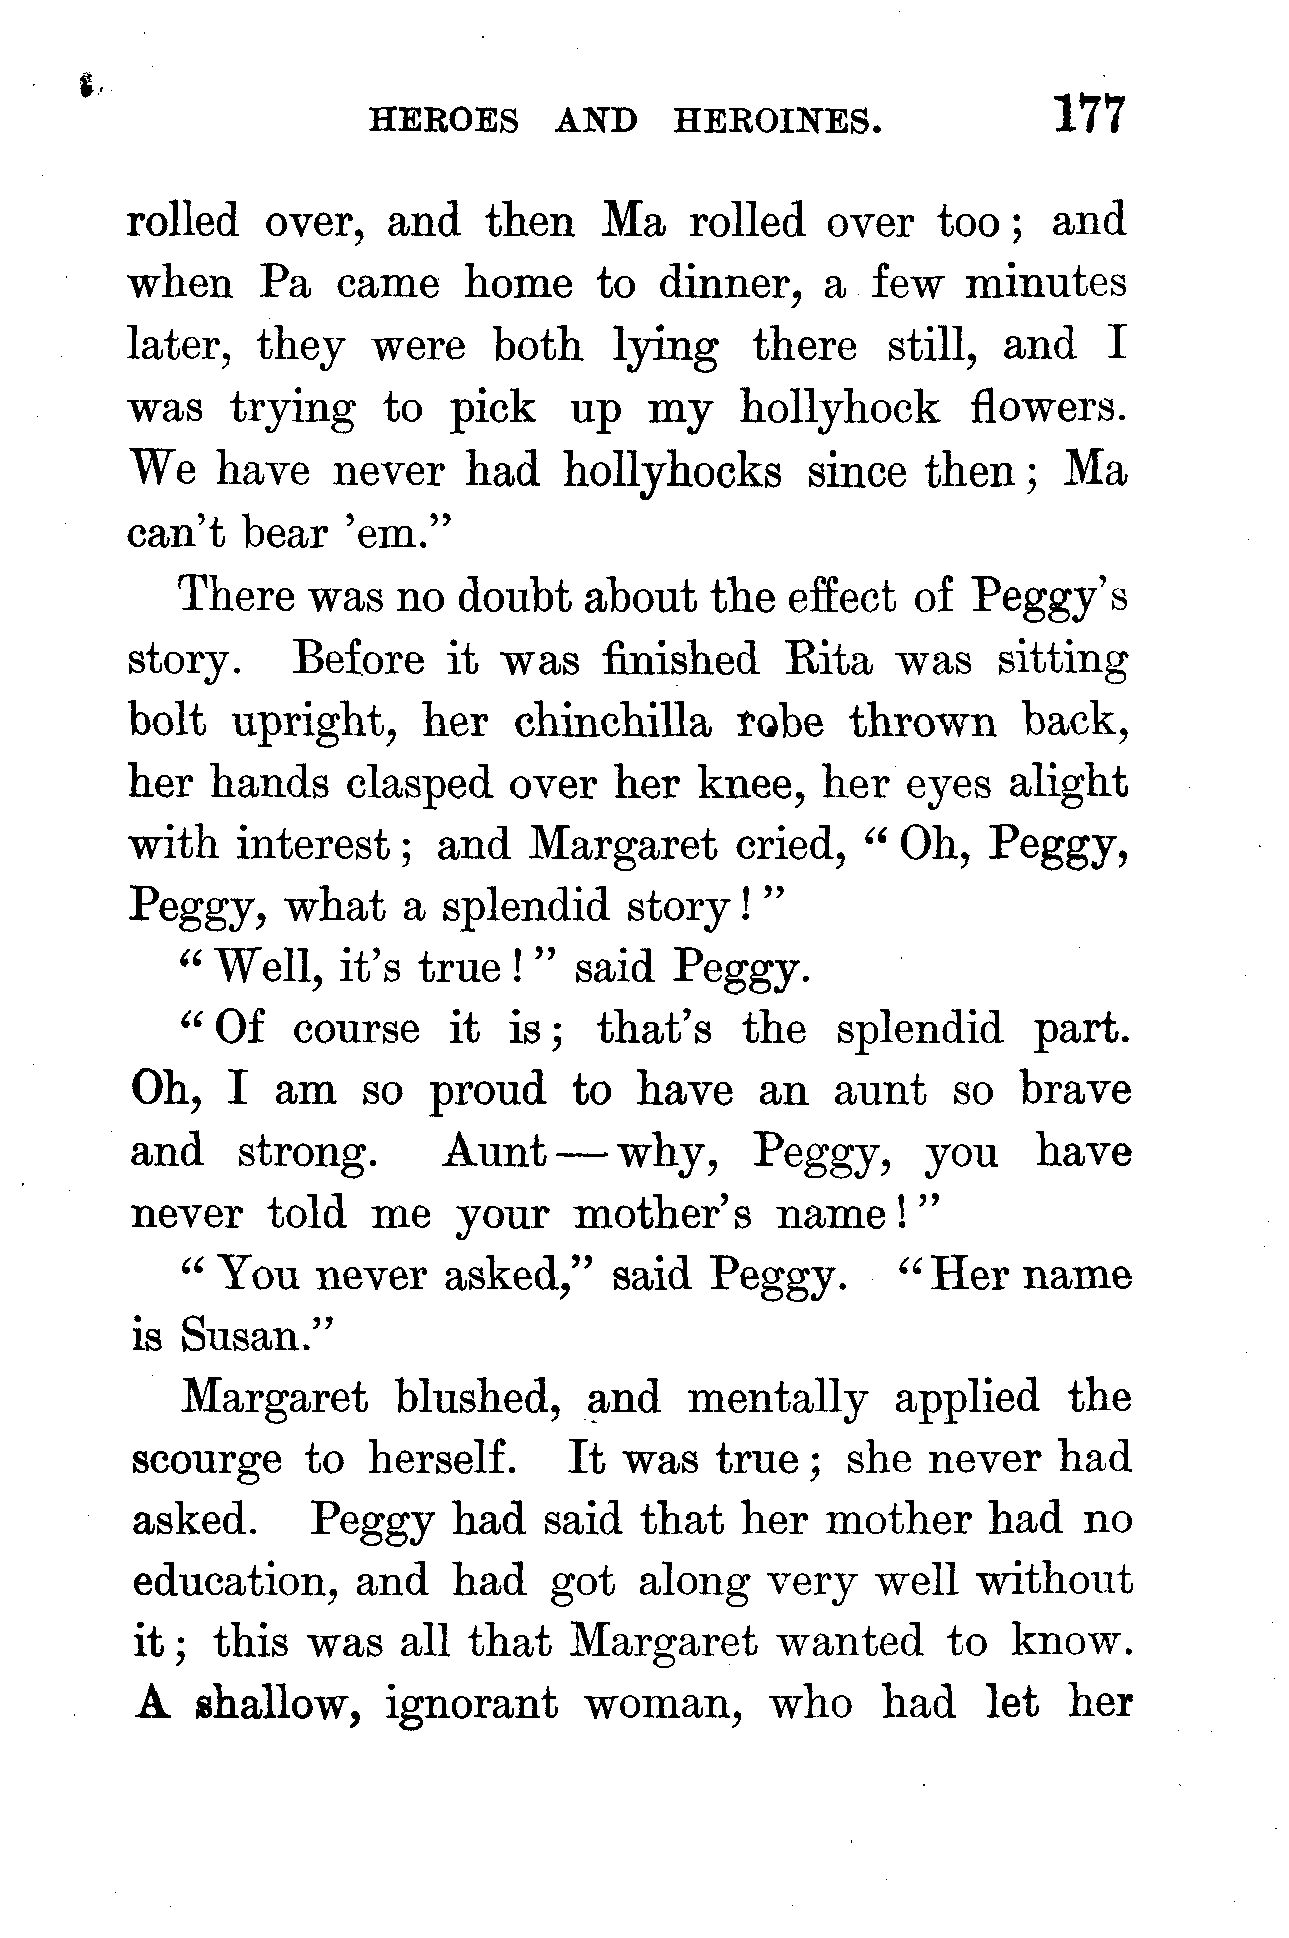 HEROES AND HEROINES. 177
rolled over, and then Ma rolled over too; and
when Pa came home to dinner, a few minutes
later, they were both lying there still, and I
was trying to pick up my hollyhock flowers.
We have never had hollyhocks since then; Ma
can't bear 'em."
There was no doubt about the effect of Peggy's
story. Before it was finished Rita was sitting
bolt upright, her chinchilla robe thrown back,
her hands clasped over her knee, her eyes alight
with interest; and Margaret cried, "Oh, Peggy,
Peggy, what a splendid story!"
"Well, it's true!" said Peggy.
"Of course it is; that's the splendid part.
Oh, I am so proud to have an aunt so brave
and strong. Aunt—why, Peggy, you have
never told me your mother's name!"
"You never asked," said Peggy. "Her name
is Susan."
Margaret blushed, and mentally applied the
scourge to herself. It was true; she never had
asked. Peggy had said that her mother had no
education, and had got along very well without
it; this was all that Margaret wanted to know.
A shallow, ignorant woman, who had let her